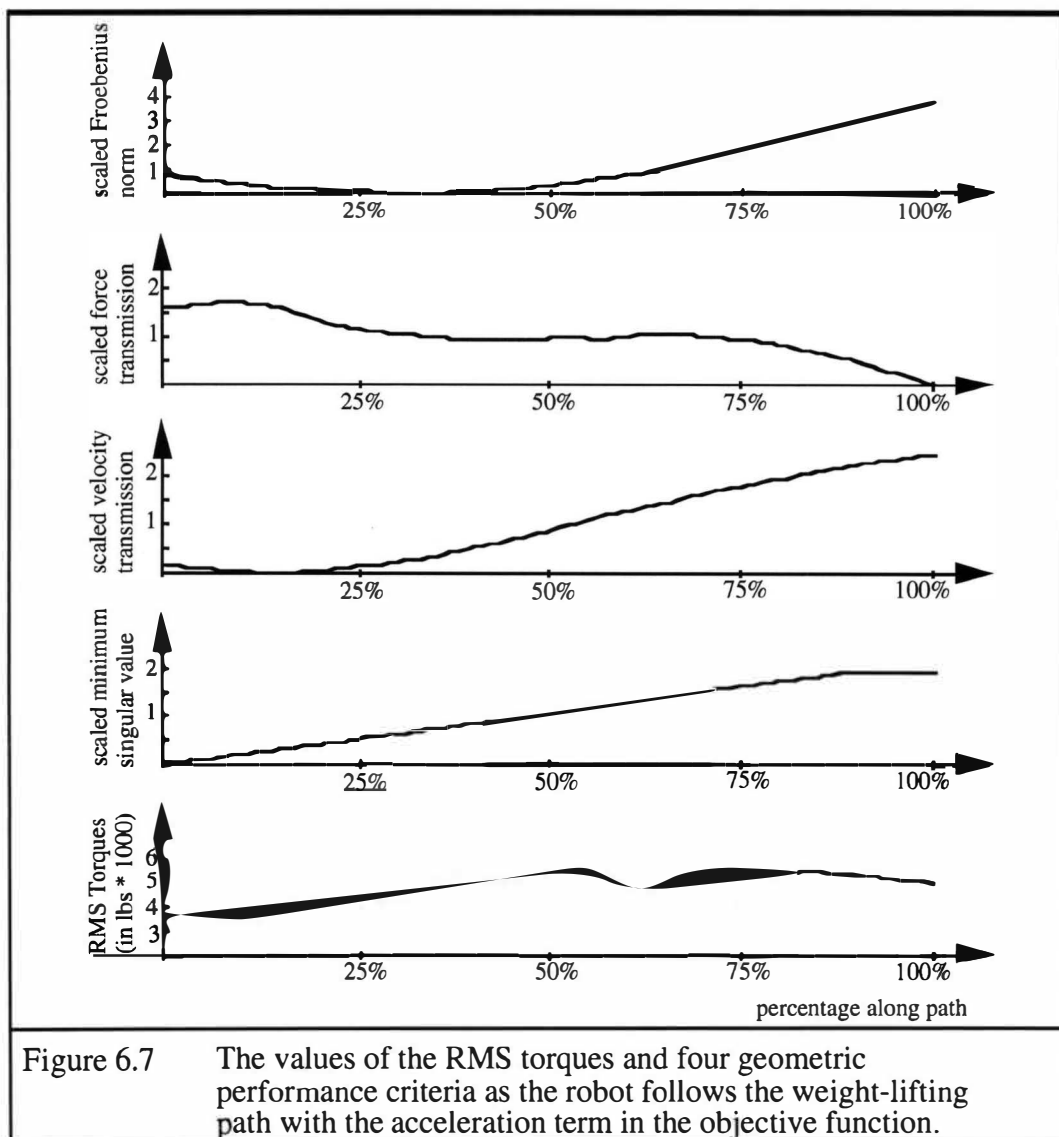 scaled Froebenius
norm
4
3
2
1
25%
50%
75%
100%
scaled force
transmission
2
1
25%
50%
75%
100%
scaled velocity
transmission
2
1
25%
50%
75%
100%
scaled minimum
singular value
2
1
25%
50%
75%
100%
RMS Torques
(in lbs * 1000)
6
5
4
3
25%
50%
75%
100%
percentage along path
Figure 6.7 The values of the RMS torques and four geometric
performance criteria as the robot follows the weight-lifting
path with the acceleration term in the objective function.